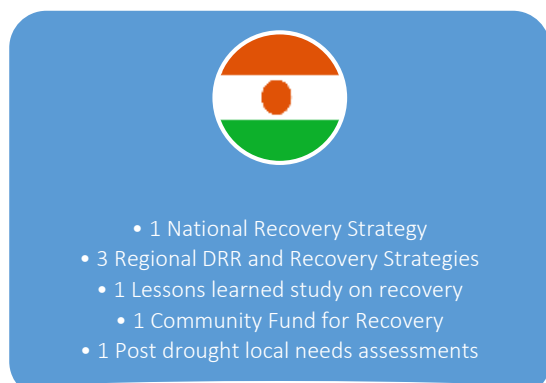 • 1 National Recovery Strategy
• 3 Regional DRR and Recovery Strategies
• 1 Lessons learned study on recovery
• 1 Community Fund for Recovery
• 1 Post drought local needs assessments